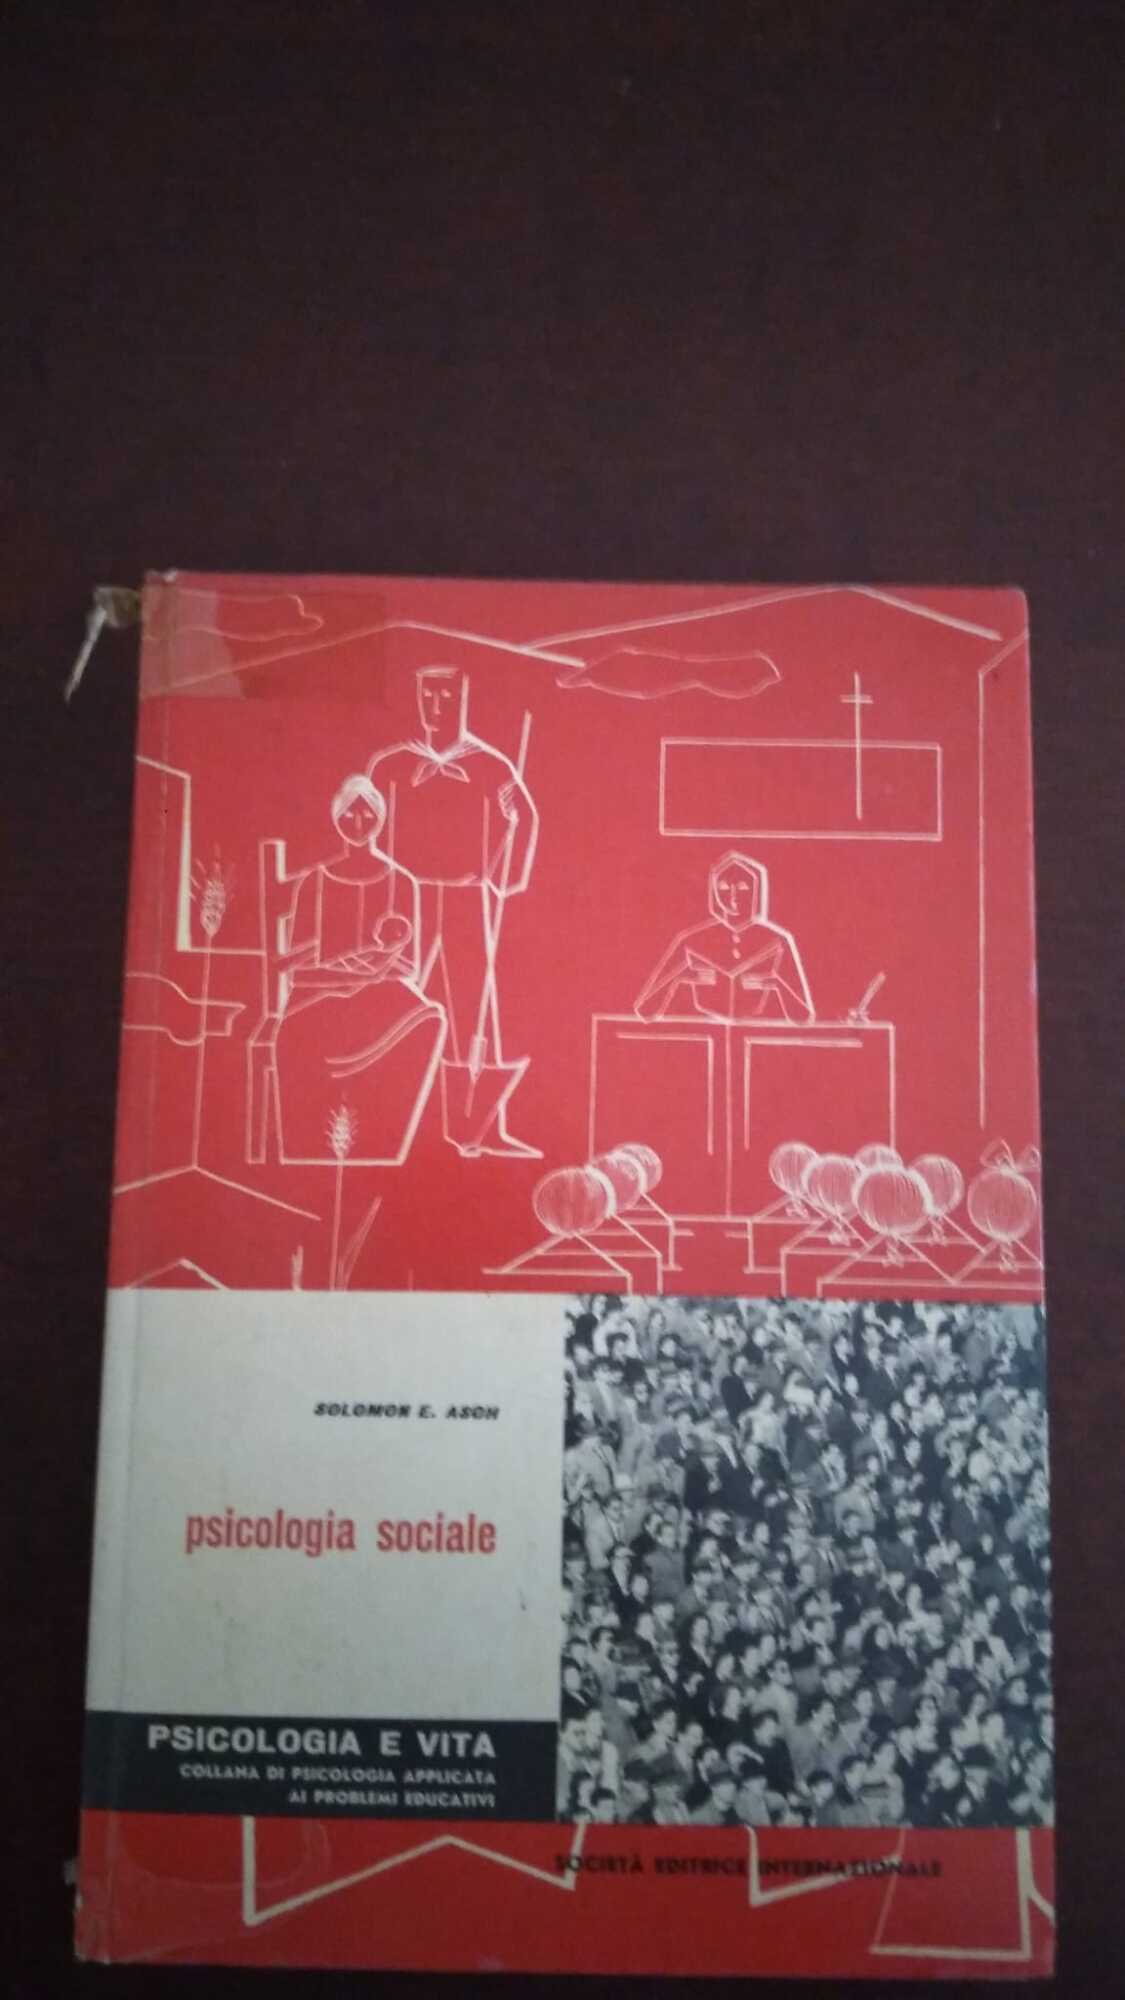 SOLOMON E. ASCH
psicologia sociale
PSICOLOGIA E VITA
COLLANA DI PSICOLOGIA APPLICATA
AI PROBLEMI EDUCATIVI
SOCIETÀ EDITRICE INTERNAZIONALE